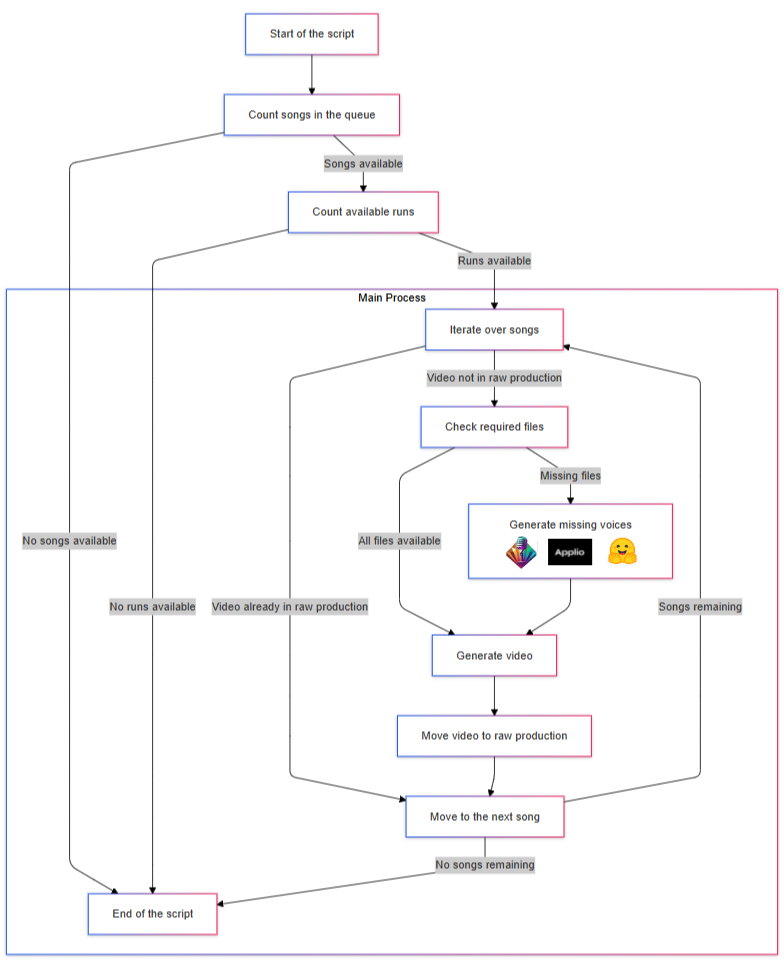 Start of the script
Count songs in the queue
Songs available
Count available runs
Runs available
Main Process
Iterate over songs
Video not in raw production
Check required files
Missing files
Generate missing voices
Applio
All files available
No songs available
No runs available
Video already in raw production
Songs remaining
Generate video
Move video to raw production
Move to the next song
No songs remaining
End of the script